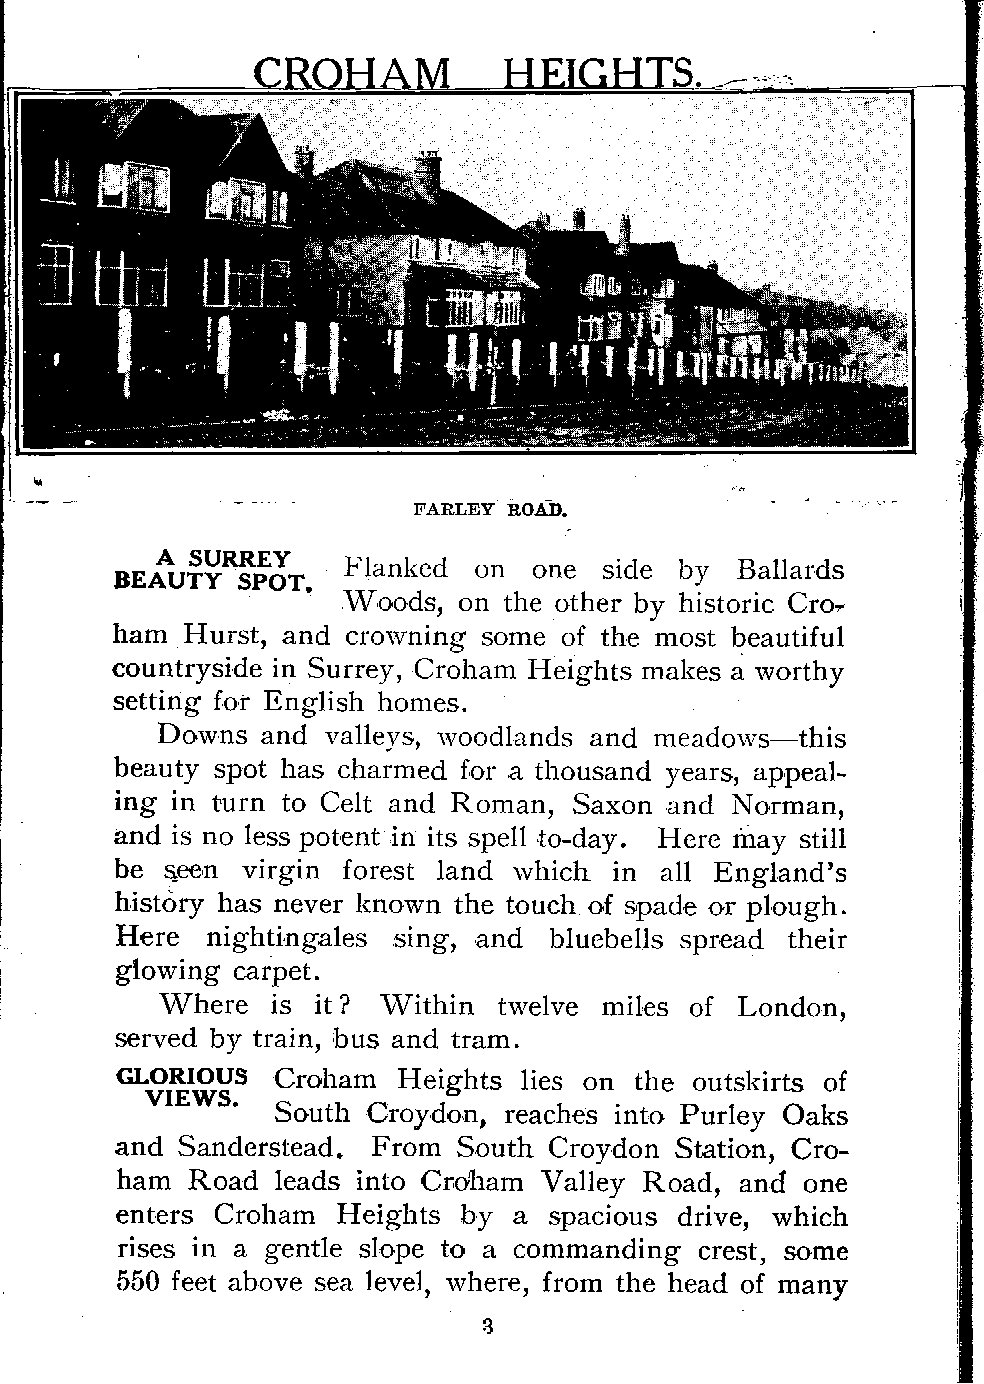 CROHAM HEIGHTS.
FARLEY ROAD.
A SURREY
BEAUTY SPOT.
Flanked on one side by Ballards
Woods, on the other by historic Cro-
ham Hurst, and crowning some of the most beautiful
countryside in Surrey, Croham Heights makes a worthy
setting for English homes.
Downs and valleys, woodlands and meadows—this
beauty spot has charmed for a thousand years, appeal-
ing in turn to Celt and Roman, Saxon and Norman,
and is no less potent in its spell to-day. Here may still
be seen virgin forest land which in all England's
history has never known the touch of spade or plough.
Here nightingales sing, and bluebells spread their
glowing carpet.
Where is it? Within twelve miles of London,
served by train, bus and tram.
GLORIOUS
VIEWS.
Croham Heights lies on the outskirts of
South Croydon, reaches into Purley Oaks
and Sanderstead. From South Croydon Station, Cro-
ham Road leads into Croham Valley Road, and one
enters Croham Heights by a spacious drive, which
rises in a gentle slope to a commanding crest, some
550 feet above sea level, where, from the head of many
3